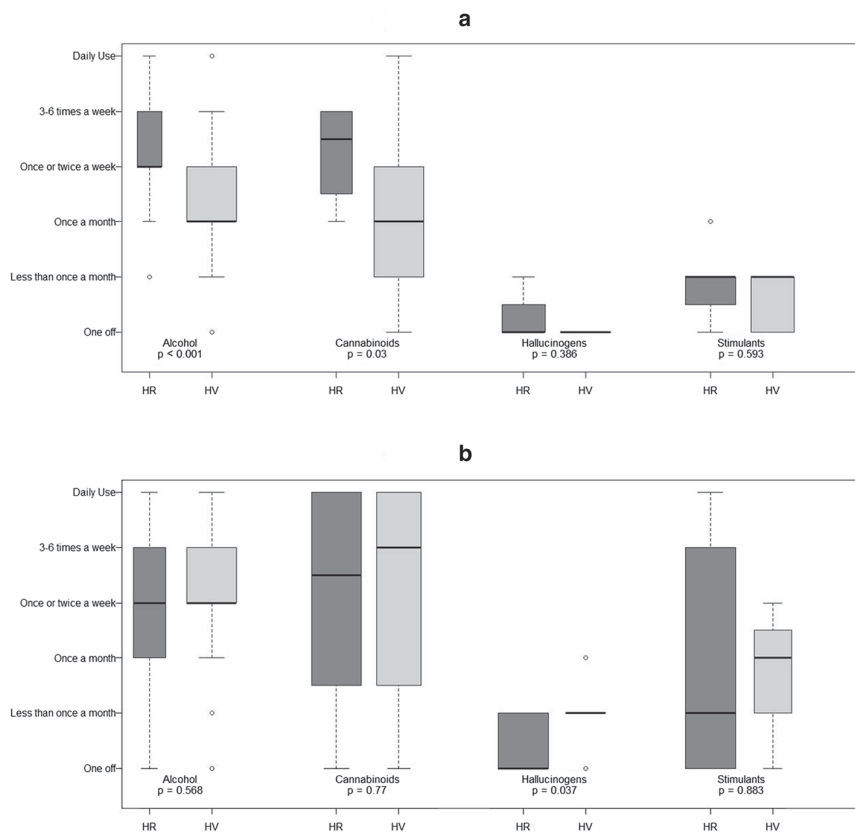 a
Daily Use
3-6 times a week
Once or twice a week
Once a month
Less than once a month
One off
Alcohol Cannabinoids Hallucinogens Stimulants
p < 0.001 p = 0.03 p = 0.386 p = 0.593
HR HV HR HV HR HV HR HV
b
Daily Use
3-6 times a week
Once or twice a week
Once a month
Less than once a month
One off
Alcohol Cannabinoids Hallucinogens Stimulants
p = 0.568 p = 0.77 p = 0.037 p = 0.883
HR HV HR HV HR HV HR HV